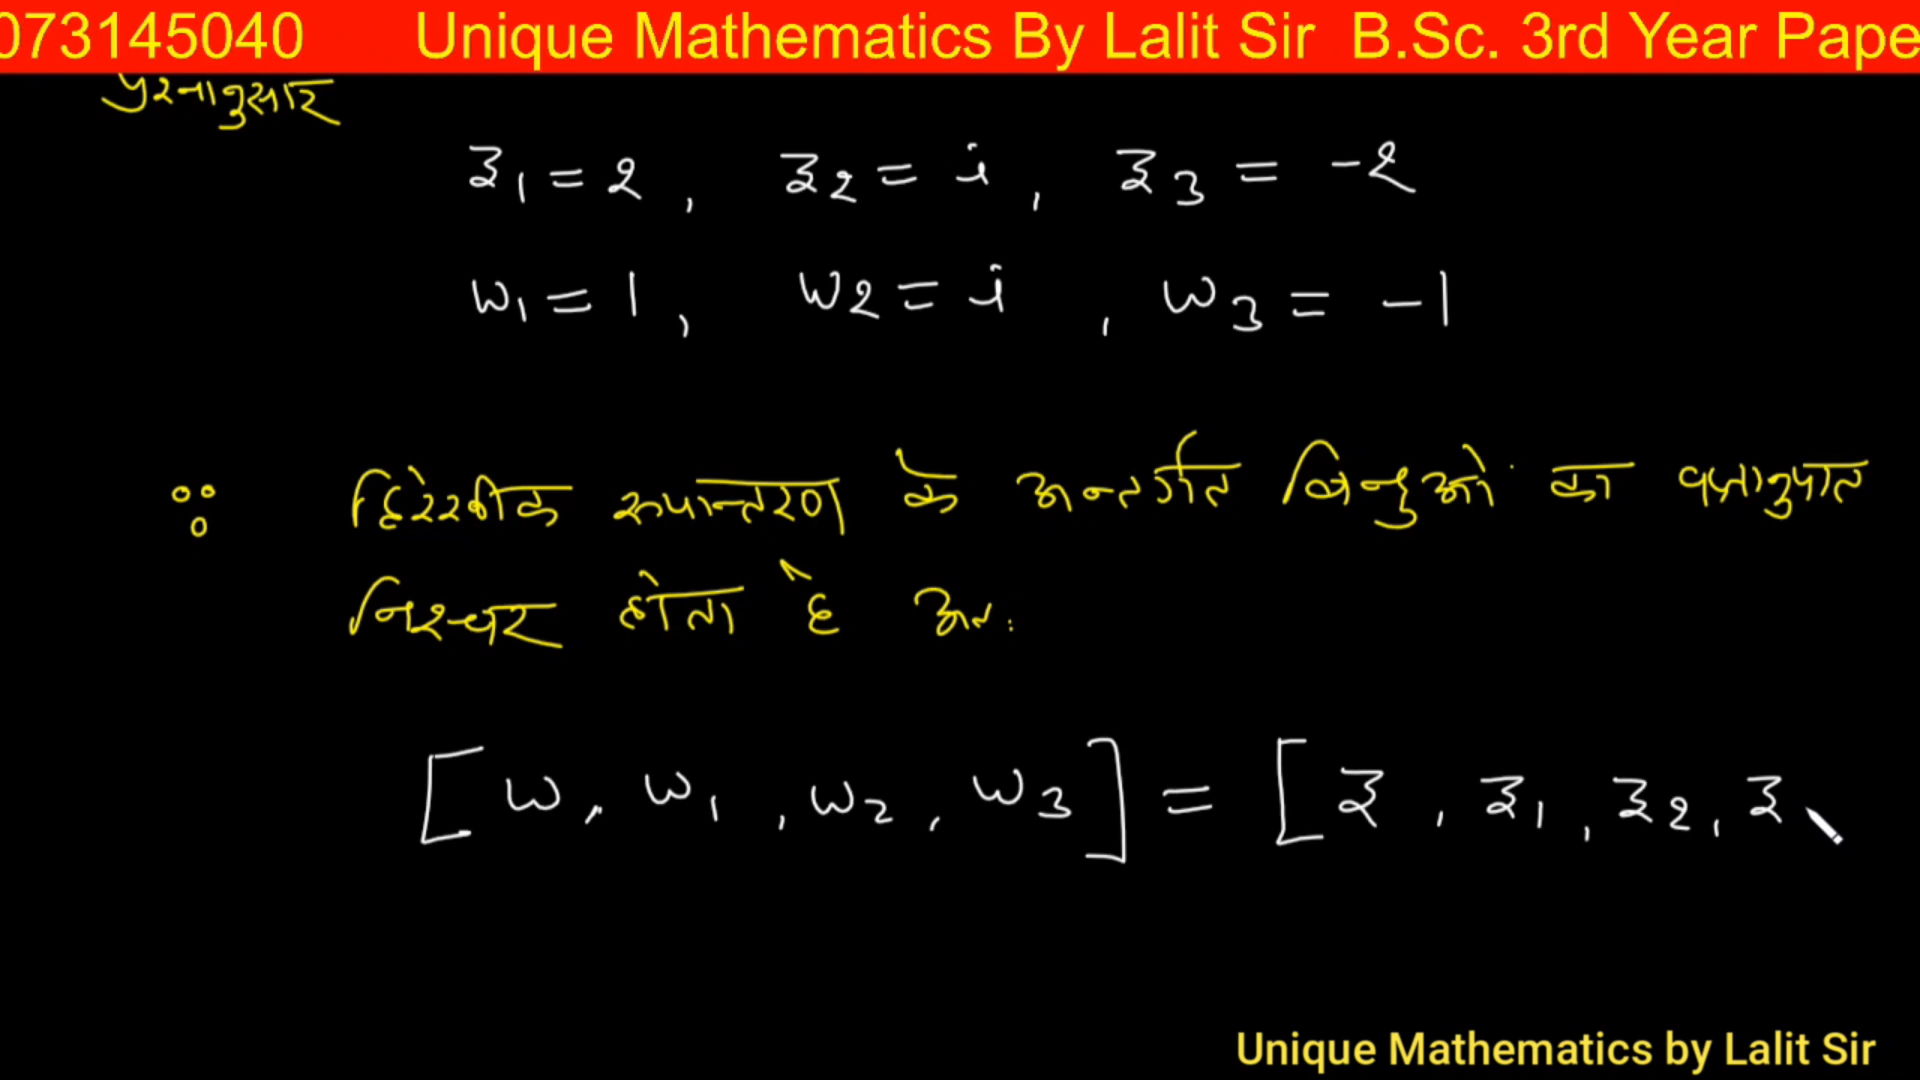 073145040 Unique Mathematics By Lalit Sir B.Sc. 3rd Year Pape
प्रश्नानुसार
z1 = 2, z2 = i, z3 = -2
w1 = 1, w2 = i, w3 = -1
∵ द्विरेखीक रूपान्तरण के अन्तर्गत बिन्दुओं का वज्रानुपात
निश्चर होता है अतः
[w, w1, w2, w3] = [z, z1, z2, z
Unique Mathematics by Lalit Sir